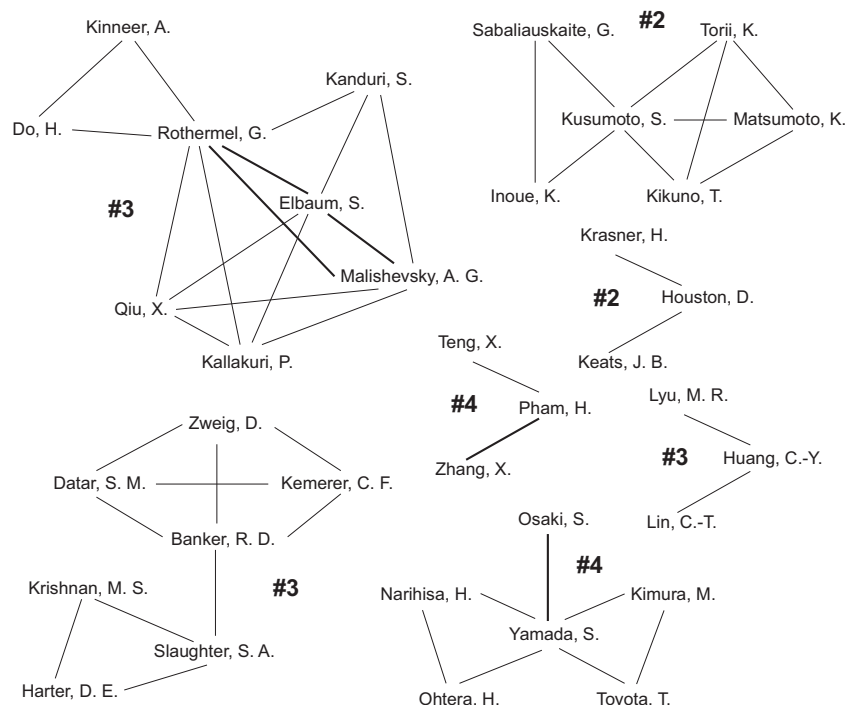 Kinneer, A.
Sabaliauskaite, G.
#2
Torii, K.
Kanduri, S.
Do, H.
Rothermel, G.
Kusumoto, S.
Matsumoto, K.
Elbaum, S.
#3
Inoue, K.
Kikuno, T.
Krasner, H.
Malishevsky, A. G.
Qiu, X.
#2
Houston, D.
Kallakuri, P.
Teng, X.
Keats, J. B.
#4
Pham, H.
Lyu, M. R.
Zweig, D.
Zhang, X.
#3
Huang, C.-Y.
Datar, S. M.
Kemerer, C. F.
Osaki, S.
Lin, C.-T.
Banker, R. D.
#4
Krishnan, M. S.
#3
Narihisa, H.
Kimura, M.
Yamada, S.
Slaughter, S. A.
Harter, D. E.
Ohtera, H.
Toyota, T.